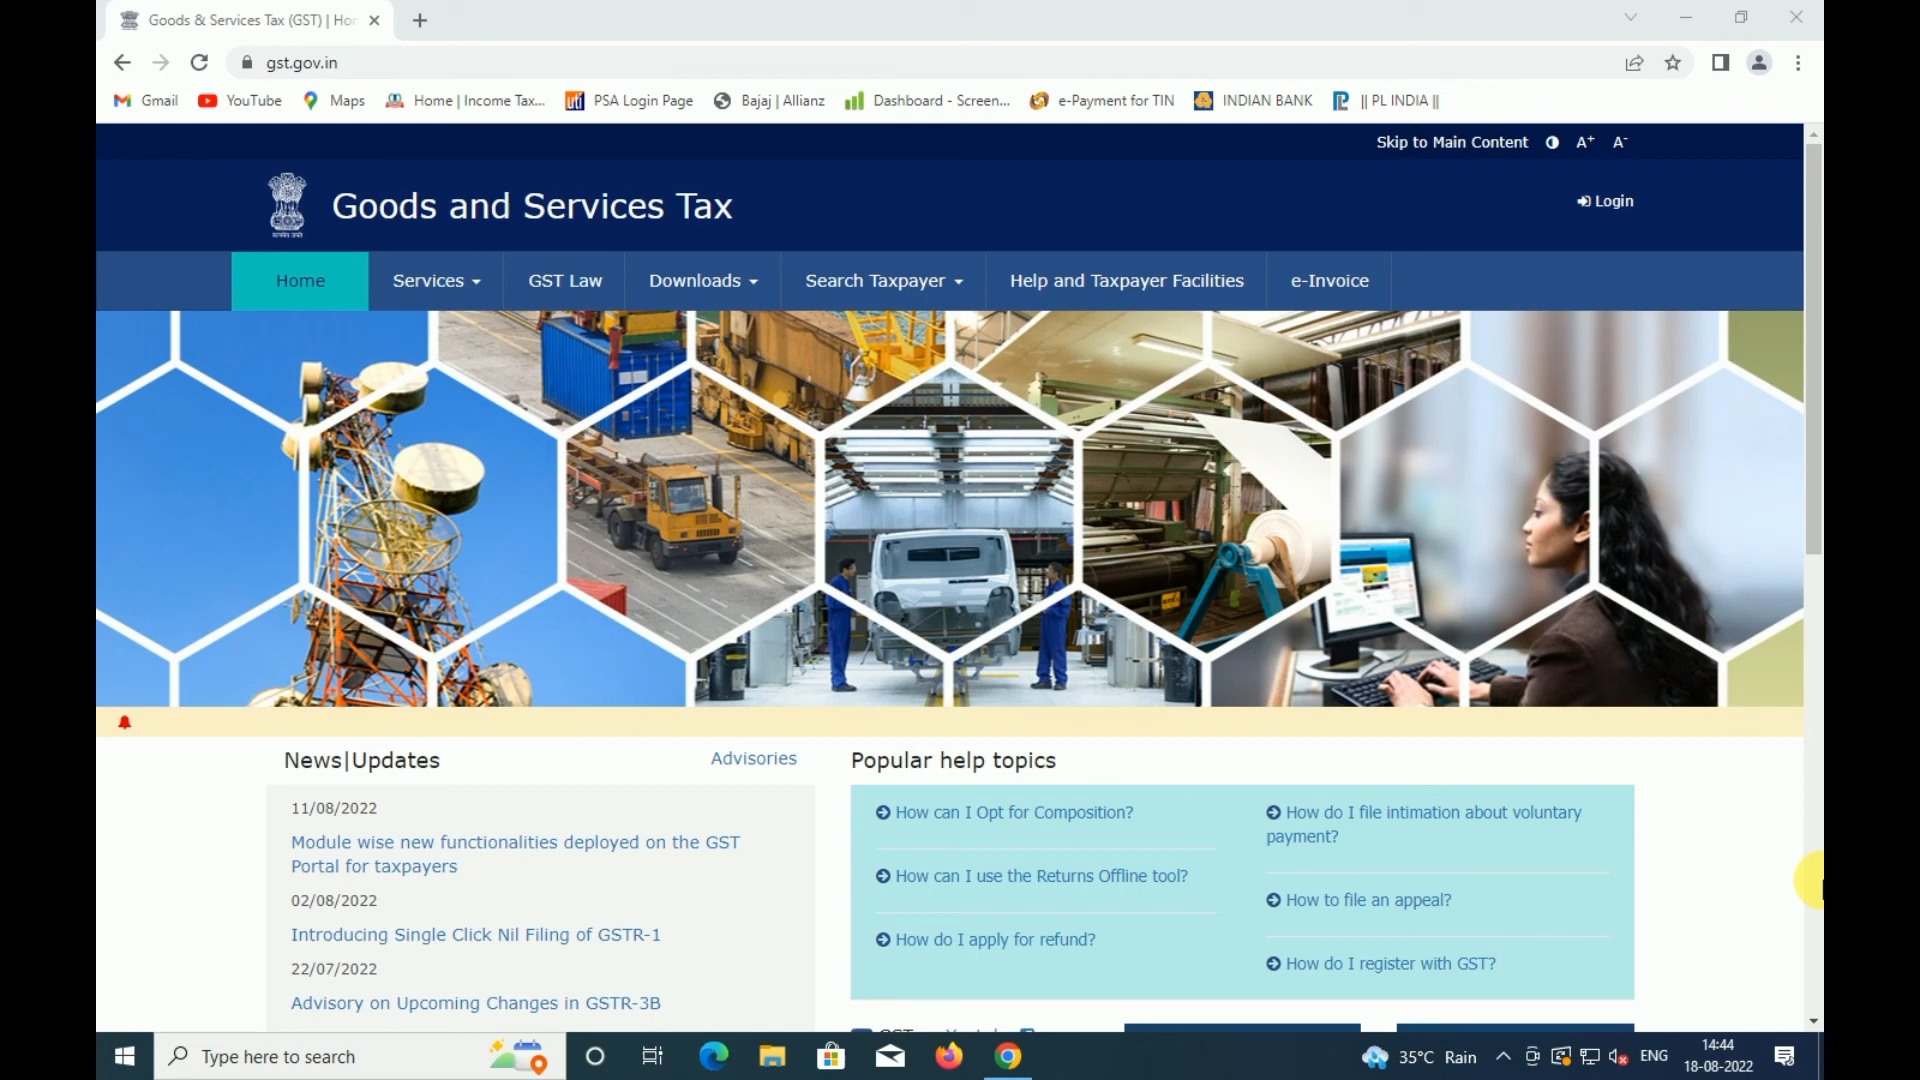 Goods & Services Tax (GST) | Hom
gst.gov.in
Gmail
YouTube
Maps
Home | Income Tax...
PSA Login Page
Bajaj | Allianz
Dashboard - Screen...
e-Payment for TIN
INDIAN BANK
|| PL INDIA ||
Skip to Main Content
A+
A-
Goods and Services Tax
Login
Home
Services
GST Law
Downloads
Search Taxpayer
Help and Taxpayer Facilities
e-Invoice
News|Updates
Advisories
11/08/2022
Module wise new functionalities deployed on the GST
Portal for taxpayers
02/08/2022
Introducing Single Click Nil Filing of GSTR-1
22/07/2022
Advisory on Upcoming Changes in GSTR-3B
Popular help topics
How can I Opt for Composition?
How can I use the Returns Offline tool?
How do I apply for refund?
How do I file intimation about voluntary
payment?
How to file an appeal?
How do I register with GST?
Type here to search
35°C Rain
ENG
14:44
18-08-2022